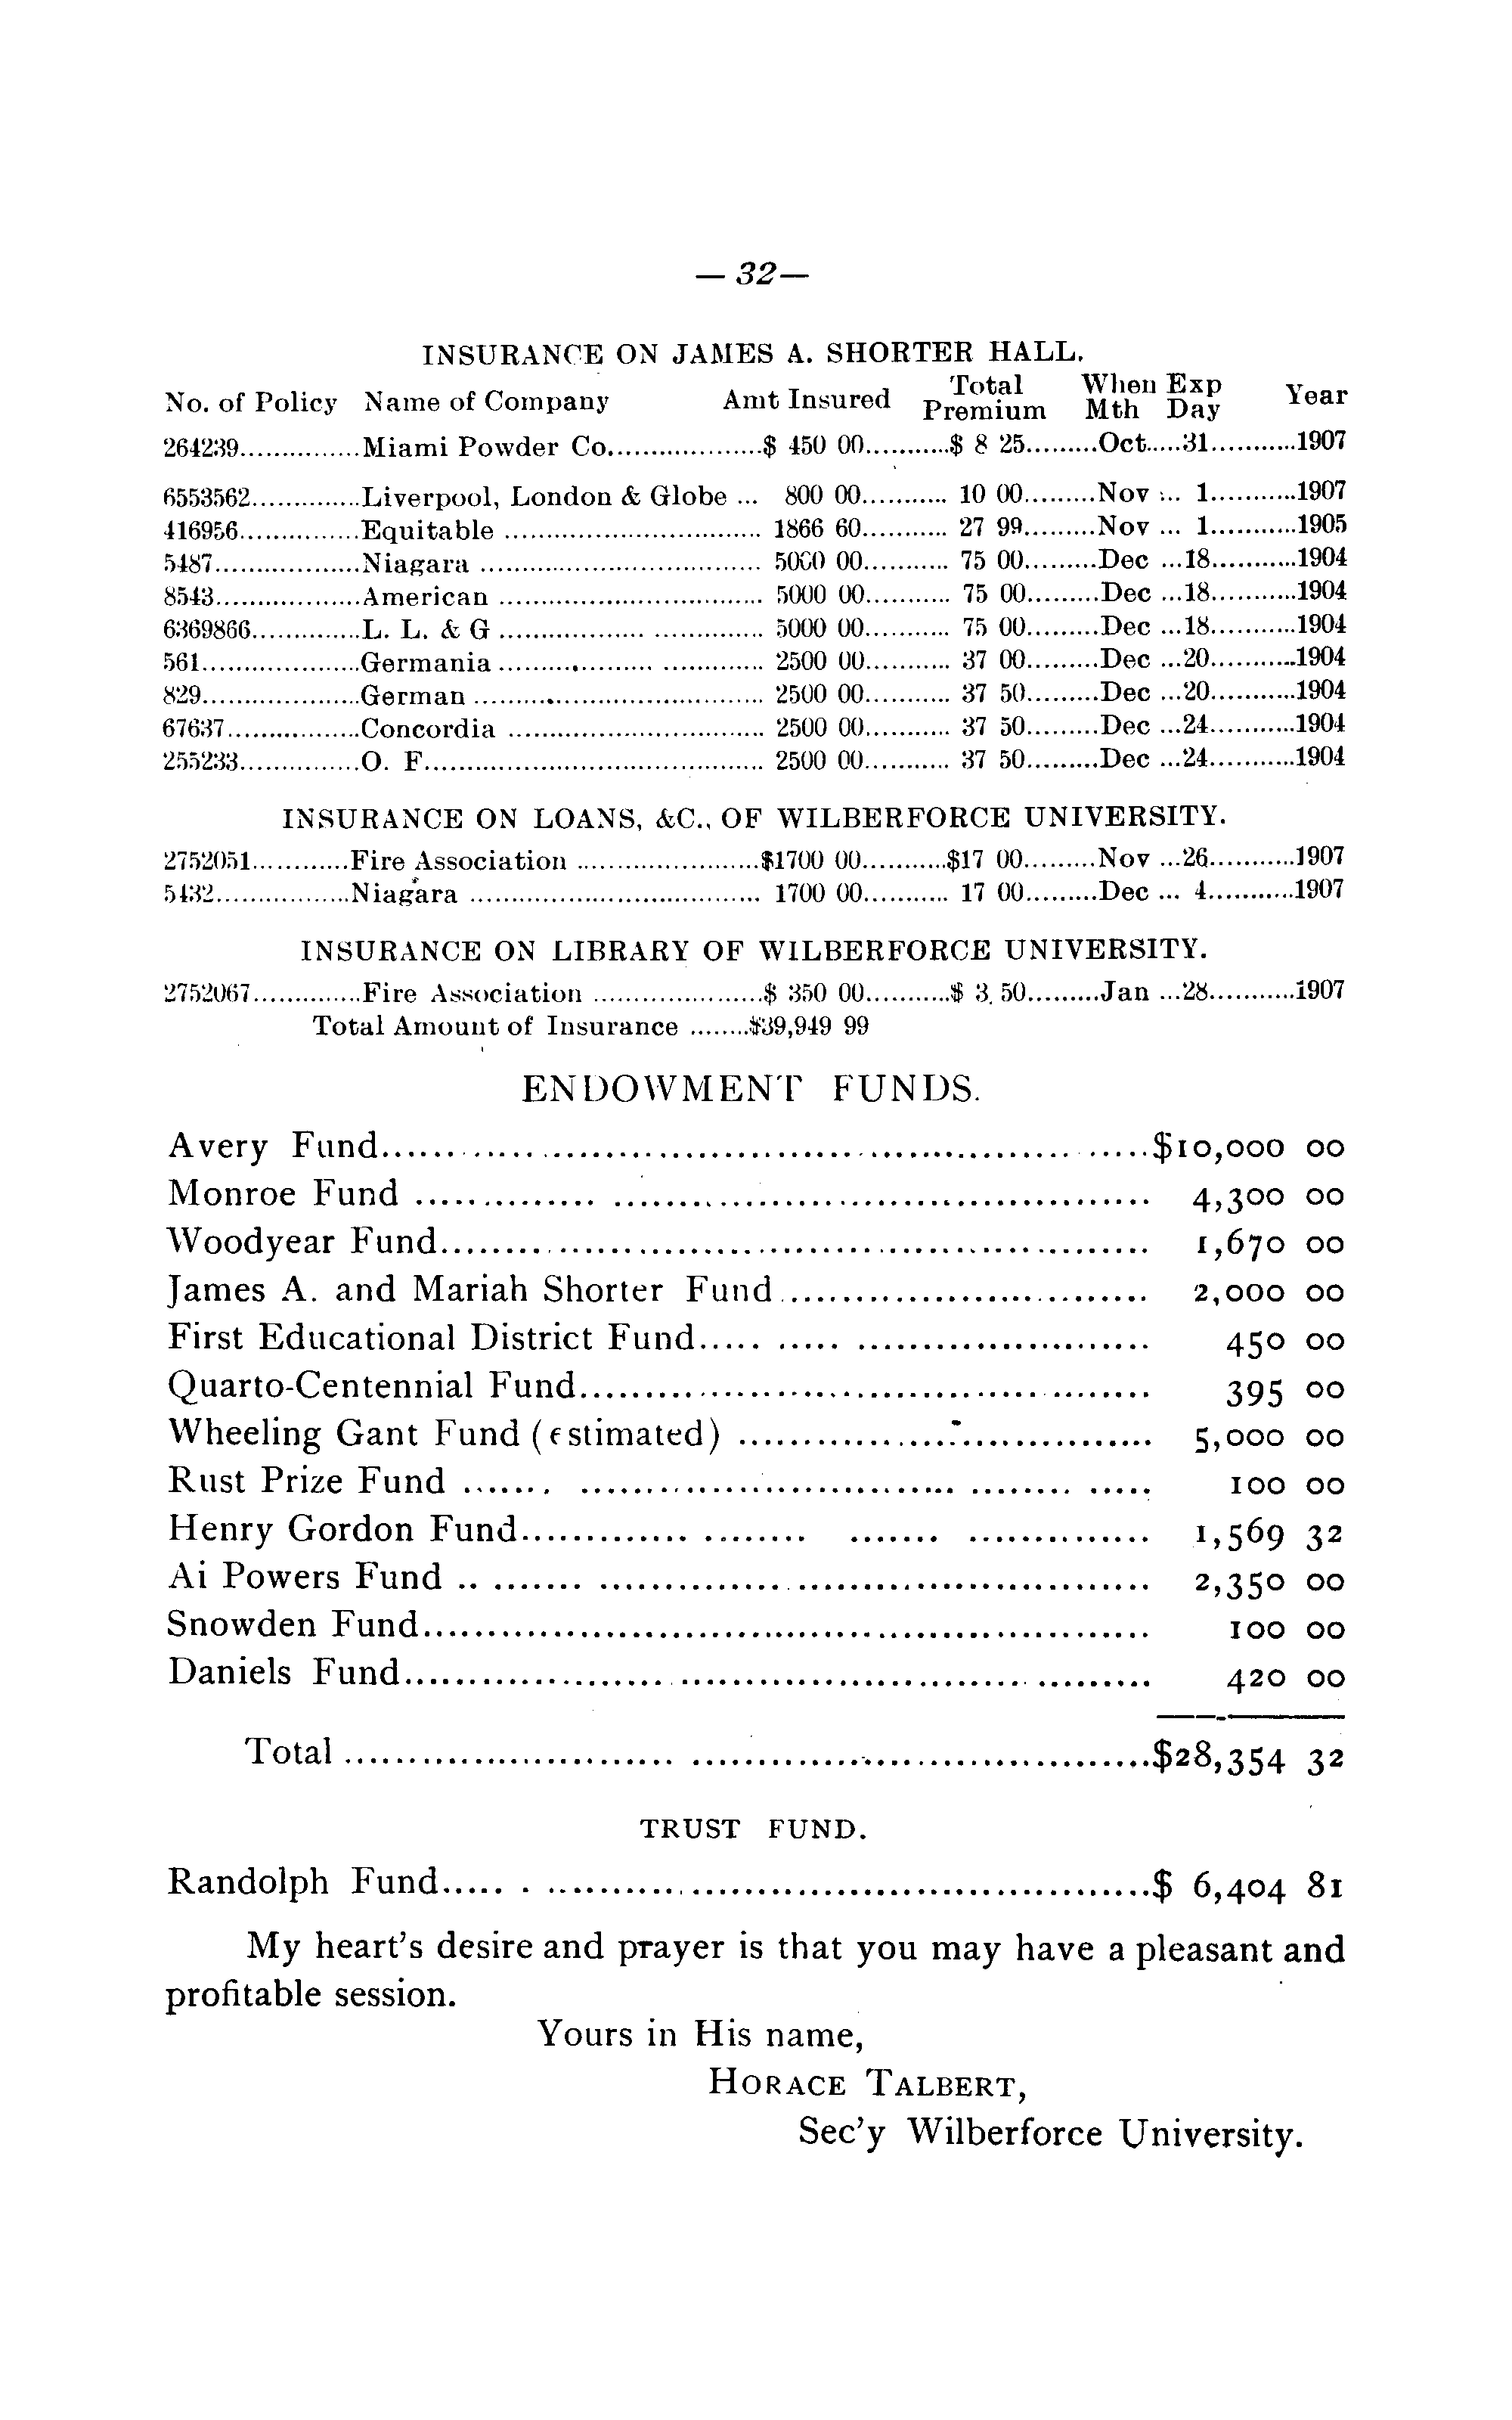 — 32—
INSURANCE ON JAMES A. SHORTER HALL.
No. of Policy Name of Company Amt Insured Total Premium When Exp Mth Day Year
264239...............Miami Powder Co...................$ 450 00..........$ 8 25.........Oct.....31...........1907
6553562.............Liverpool, London & Globe ... 800 00........... 10 00.........Nov ... 1...........1907
416956...............Equitable ............................... 1866 60........... 27 99.........Nov ... 1...........1905
5487..................Niagara .................................. 5000 00........... 75 00.........Dec ...18...........1904
8543..................American ................................ 5000 00........... 75 00.........Dec ...18...........1904
6369866.............L. L. & G ................................ 5000 00........... 75 00.........Dec ...18...........1904
561...................Germania ................................ 2500 00........... 37 00.........Dec ...20...........1904
829...................German ................................... 2500 00........... 37 50.........Dec ...20...........1904
67637................Concordia ............................... 2500 00........... 37 50.........Dec ...24...........1904
255233...............O. F......................................... 2500 00........... 37 50.........Dec ...24...........1904
INSURANCE ON LOANS, &C., OF WILBERFORCE UNIVERSITY.
2752051............Fire Association ......................$1700 00..........$17 00.........Nov ...26...........1907
5432................Niagara ................................... 1700 00........... 17 00.........Dec ... 4...........1907
INSURANCE ON LIBRARY OF WILBERFORCE UNIVERSITY.
2752067.............Fire Association .....................$ 350 00...........$ 3. 50.........Jan ...28...........1907
Total Amount of Insurance ........$39,949 99
ENDOWMENT FUNDS.
Avery Fund............................................................$10,000 00
Monroe Fund ......................................................... 4,300 00
Woodyear Fund....................................................... 1,670 00
James A. and Mariah Shorter Fund............................. 2,000 00
First Educational District Fund................................... 450 00
Quarto-Centennial Fund............................................ 395 00
Wheeling Gant Fund (estimated) ................................ 5,000 00
Rust Prize Fund ...................................................... 100 00
Henry Gordon Fund................................................. 1,569 32
Ai Powers Fund ...................................................... 2,350 00
Snowden Fund........................................................ 100 00
Daniels Fund.......................................................... 420 00
Total ...............................................................$28,354 32
TRUST FUND.
Randolph Fund.......................................................$ 6,404 81
My heart's desire and prayer is that you may have a pleasant and
profitable session.
Yours in His name,
HORACE TALBERT,
Sec'y Wilberforce University.